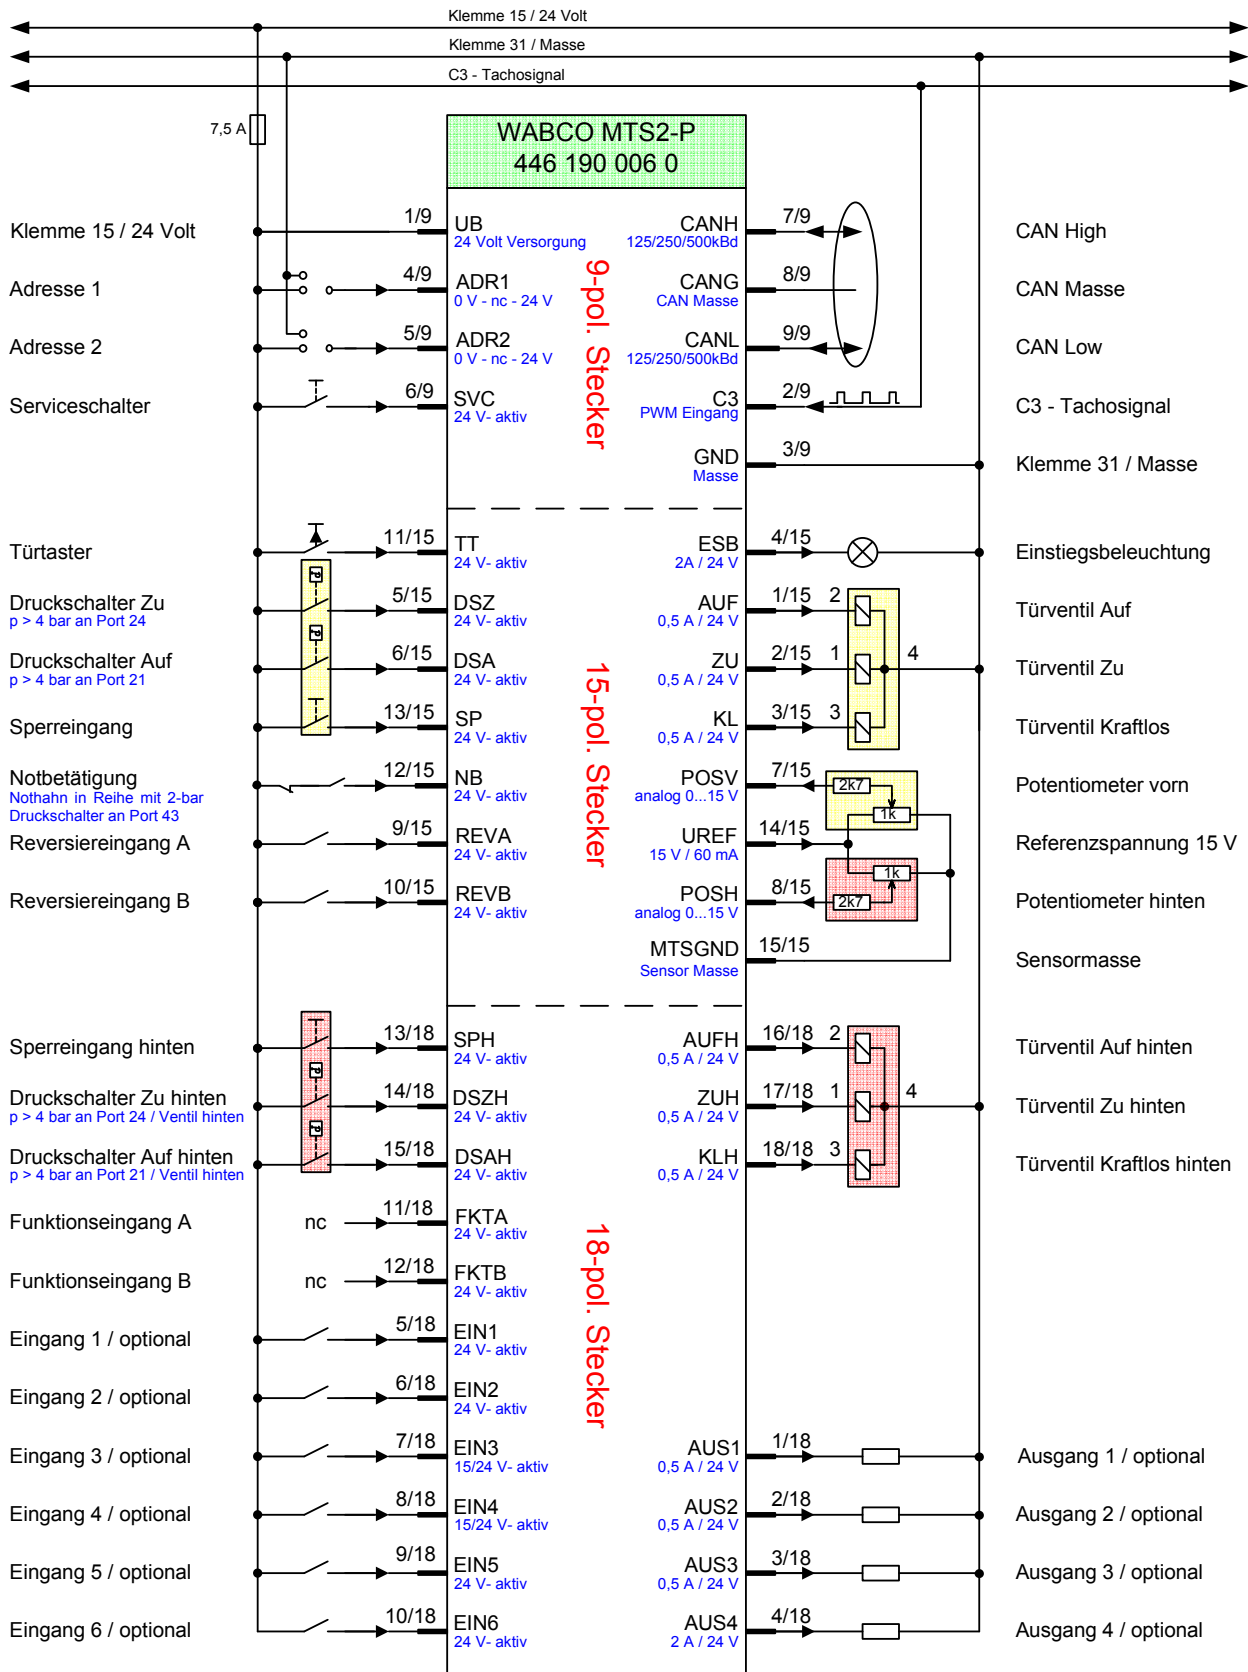 Klemme 15 / 24 Volt
Klemme 31 / Masse
C3 - Tachosignal
7,5 A
WABCO MTS2-P
446 190 006 0
Klemme 15 / 24 Volt 1/9 UB CANH 7/9 CAN High
24 Volt Versorgung 125/250/500kBd
Adresse 1 4/9 ADR1 CANG 8/9 CAN Masse
0 V - nc - 24 V CAN Masse
Adresse 2 5/9 ADR2 CANL 9/9 CAN Low
0 V - nc - 24 V 125/250/500kBd
Serviceschalter 6/9 SVC C3 2/9 C3 - Tachosignal
24 V- aktiv PWM Eingang
9-pol. Stecker
GND 3/9 Klemme 31 / Masse
Masse
Türtaster 11/15 TT ESB 4/15 Einstiegsbeleuchtung
24 V- aktiv 2A / 24 V
Druckschalter Zu P 5/15 DSZ AUF 1/15 2 Türventil Auf
p > 4 bar an Port 24 24 V- aktiv 0,5 A / 24 V
Druckschalter Auf P 6/15 DSA ZU 2/15 1 4 Türventil Zu
p > 4 bar an Port 21 24 V- aktiv 0,5 A / 24 V
15-pol. Stecker
Sperreingang 13/15 SP KL 3/15 3 Türventil Kraftlos
24 V- aktiv 0,5 A / 24 V
Notbetätigung 12/15 NB POSV 7/15 2k7 Potentiometer vorn
Nothahn in Reihe mit 2-bar 24 V- aktiv analog 0...15 V
Druckschalter an Port 43 1k
Reversiereingang A 9/15 REVA UREF 14/15 Referenzspannung 15 V
24 V- aktiv 15 V / 60 mA
1k
Reversiereingang B 10/15 REVB POSH 8/15 2k7 Potentiometer hinten
24 V- aktiv analog 0...15 V
MTSGND 15/15 Sensormasse
Sensor Masse
Sperreingang hinten 13/18 SPH AUFH 16/18 2 Türventil Auf hinten
24 V- aktiv 0,5 A / 24 V
Druckschalter Zu hinten P 14/18 DSZH ZUH 17/18 1 4 Türventil Zu hinten
p > 4 bar an Port 24 / Ventil hinten 24 V- aktiv 0,5 A / 24 V
Druckschalter Auf hinten P 15/18 DSAH KLH 18/18 3 Türventil Kraftlos hinten
p > 4 bar an Port 21 / Ventil hinten 24 V- aktiv 0,5 A / 24 V
Funktionseingang A nc 11/18 FKTA
24 V- aktiv
Funktionseingang B nc 12/18 FKTB
24 V- aktiv
18-pol. Stecker
Eingang 1 / optional 5/18 EIN1
24 V- aktiv
Eingang 2 / optional 6/18 EIN2
24 V- aktiv
Eingang 3 / optional 7/18 EIN3 AUS1 1/18 Ausgang 1 / optional
15/24 V- aktiv 0,5 A / 24 V
Eingang 4 / optional 8/18 EIN4 AUS2 2/18 Ausgang 2 / optional
15/24 V- aktiv 0,5 A / 24 V
Eingang 5 / optional 9/18 EIN5 AUS3 3/18 Ausgang 3 / optional
24 V- aktiv 0,5 A / 24 V
Eingang 6 / optional 10/18 EIN6 AUS4 4/18 Ausgang 4 / optional
24 V- aktiv 2 A / 24 V